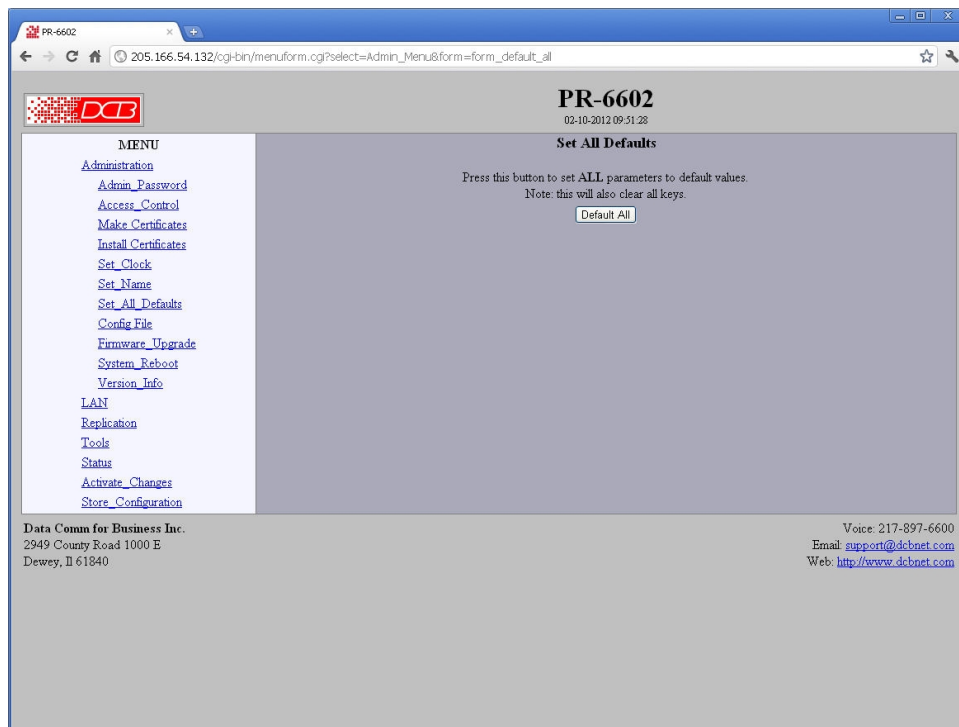 PR-6602
205.166.54.132/cgi-bin/menuform.cgi?select=Admin_Menu&form=form_default_all
DCB
PR-6602
02-10-2012 09:51:28
MENU
Administration
Admin_Password
Access_Control
Make Certificates
Install Certificates
Set_Clock
Set_Name
Set_All_Defaults
Config File
Firmware_Upgrade
System_Reboot
Version_Info
LAN
Replication
Tools
Status
Activate_Changes
Store_Configuration
Set All Defaults
Press this button to set ALL parameters to default values.
Note: this will also clear all keys.
Default All
Data Comm for Business Inc.
2949 County Road 1000 E
Dewey, Il 61840
Voice: 217-897-6600
Email: support@dcbnet.com
Web: http://www.dcbnet.com